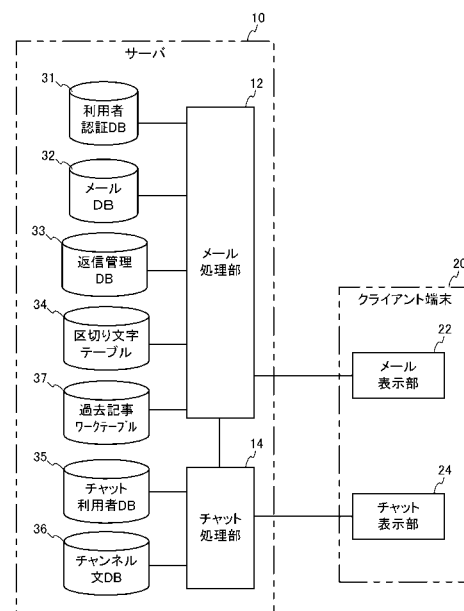 10
サーバ
31
利用者
認証DB
12
32
メール
DB
33
返信管理
DB
メール
処理部
34
区切り文字
テーブル
37
過去記事
ワークテーブル
35
チャット
利用者DB
14
チャット
処理部
36
チャンネル
文DB
20
クライアント端末
22
メール
表示部
24
チャット
表示部